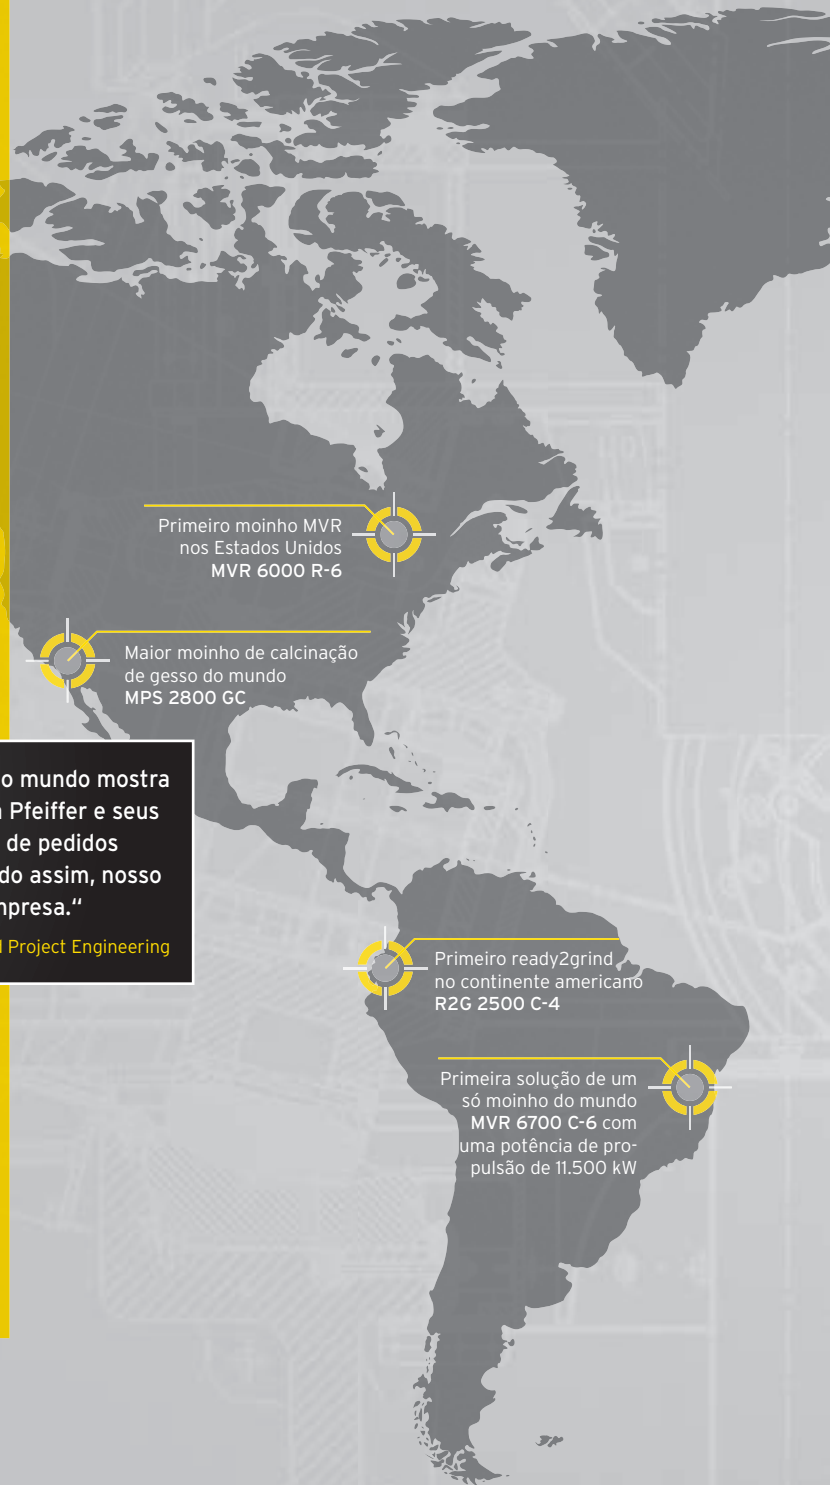 Primeiro moinho MVR
nos Estados Unidos
MVR 6000 R-6
Maior moinho de calcinação
de gesso do mundo
MPS 2800 GC
o mundo mostra
Pfeiffer e seus
de pedidos
do assim, nosso
mpresa.“
Project Engineering
Primeiro ready2grind
no continente americano
R2G 2500 C-4
Primeira solução de um
só moinho do mundo
MVR 6700 C-6 com
uma potência de pro-
pulsão de 11.500 kW